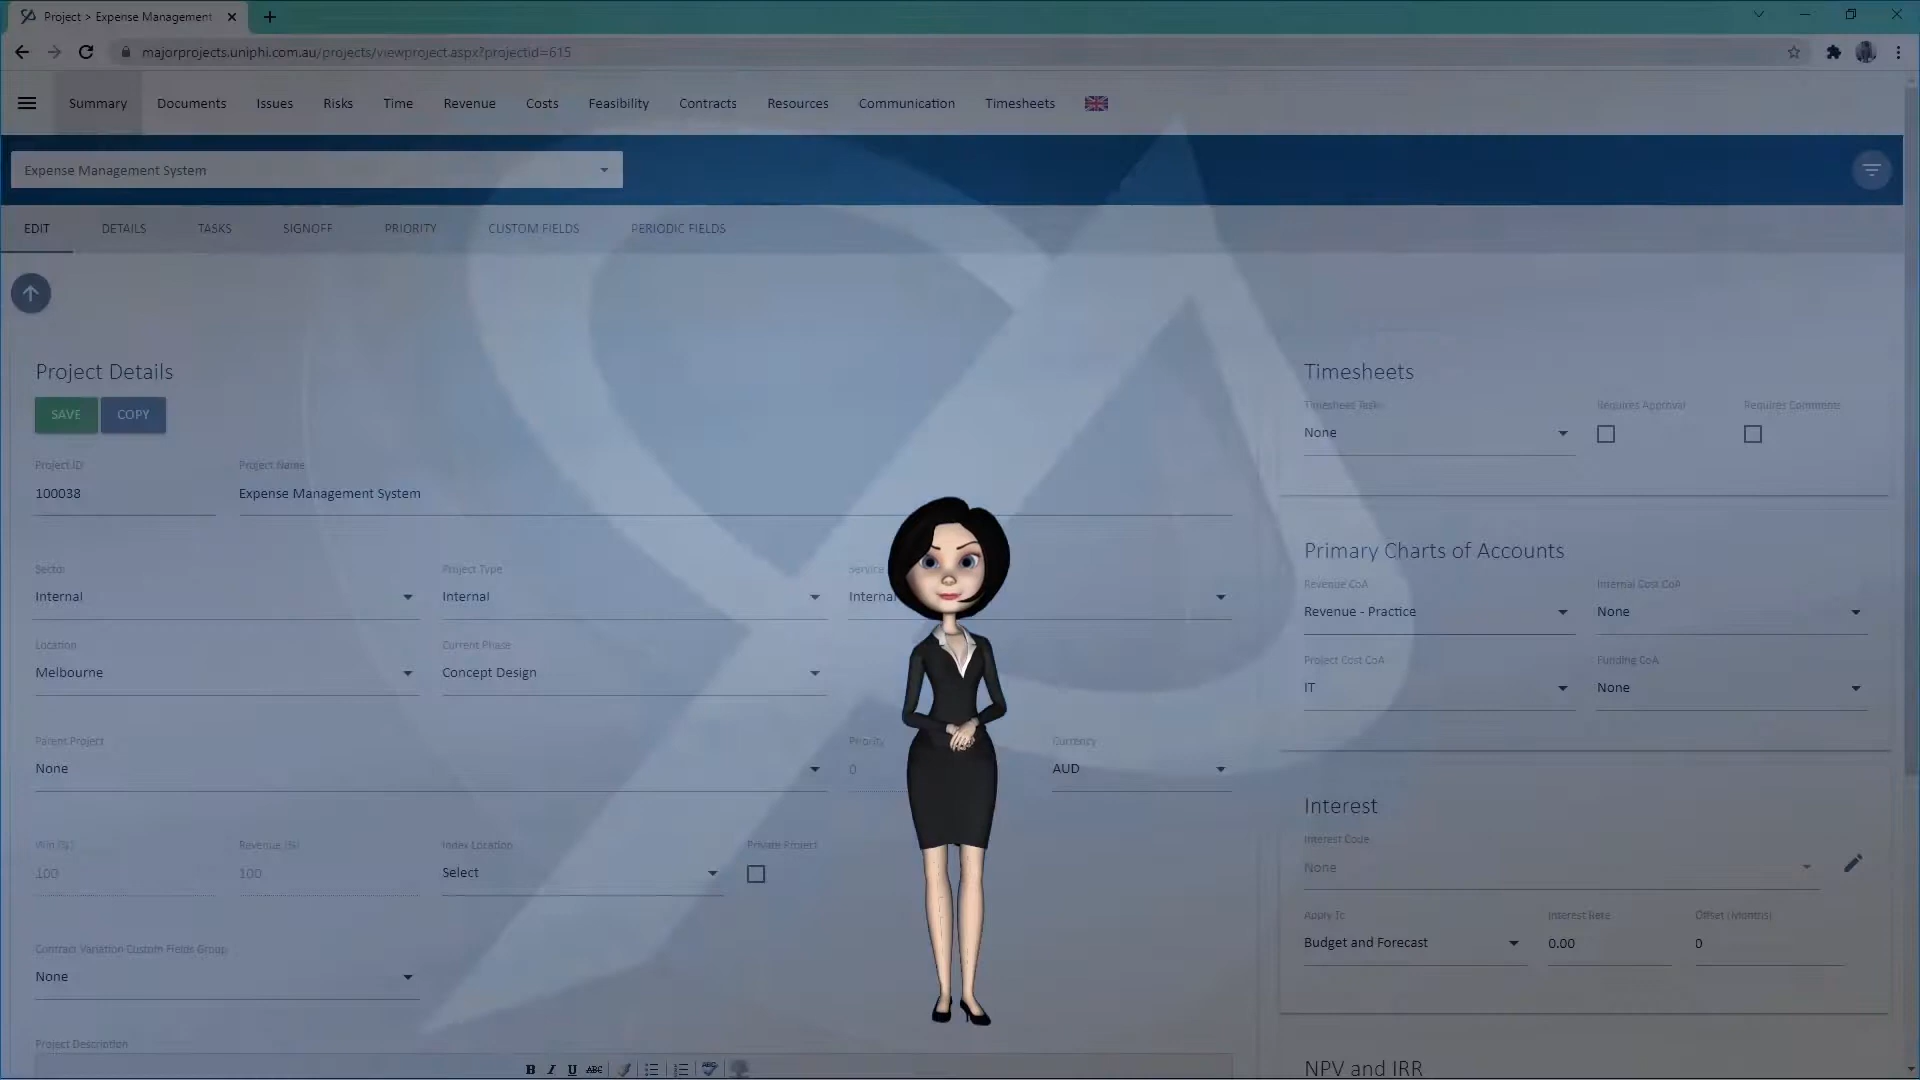 Project > Expense Management
majorprojects.uniphi.com.au/projects/viewproject.aspx?projectid=615
Summary Documents Issues Risks Time Revenue Costs Feasibility Contracts Resources Communication Timesheets
Expense Management System
EDIT DETAILS TASKS SIGNOFF PRIORITY CUSTOM FIELDS PERIODIC FIELDS
Project Details
SAVE COPY
Project ID Project Name
100038 Expense Management System
Sector Project Type Service
Internal Internal Internal
Location Current Phase
Melbourne Concept Design
Parent Project Priority Currency
None 0 AUD
Win (%) Revenue (%) Index Location Private Project
100 100 Select
Contract Variation Custom Fields Group
None
Project Description
B I U ABC
Timesheets
Timesheet Task Requires Approval Requires Comments
None
Primary Charts of Accounts
Revenue CoA Internal Cost CoA
Revenue - Practice None
Project Cost CoA Funding CoA
IT None
Interest
Interest Code
None
Apply To Interest Rate Offset (Months)
Budget and Forecast 0.00 0
NPV and IRR